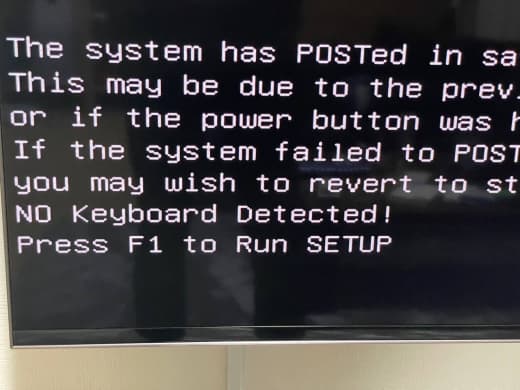 The system has POSTed in sa
This may be due to the prev
or if the power button was
If the system failed to POST
you may wish to revert to st
NO Keyboard Detected!
Press F1 to Run SETUP